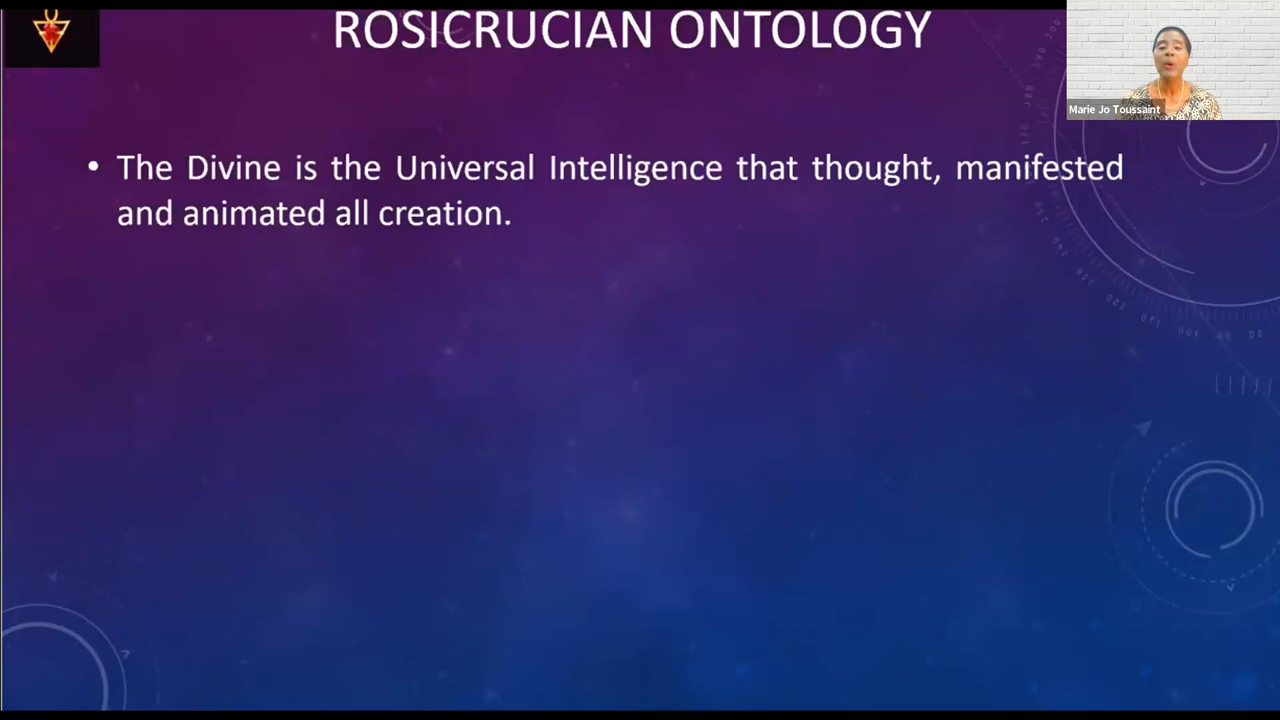 ROSICRUCIAN ONTOLOGY
Marie Jo Toussaint
• The Divine is the Universal Intelligence that thought, manifested
and animated all creation.